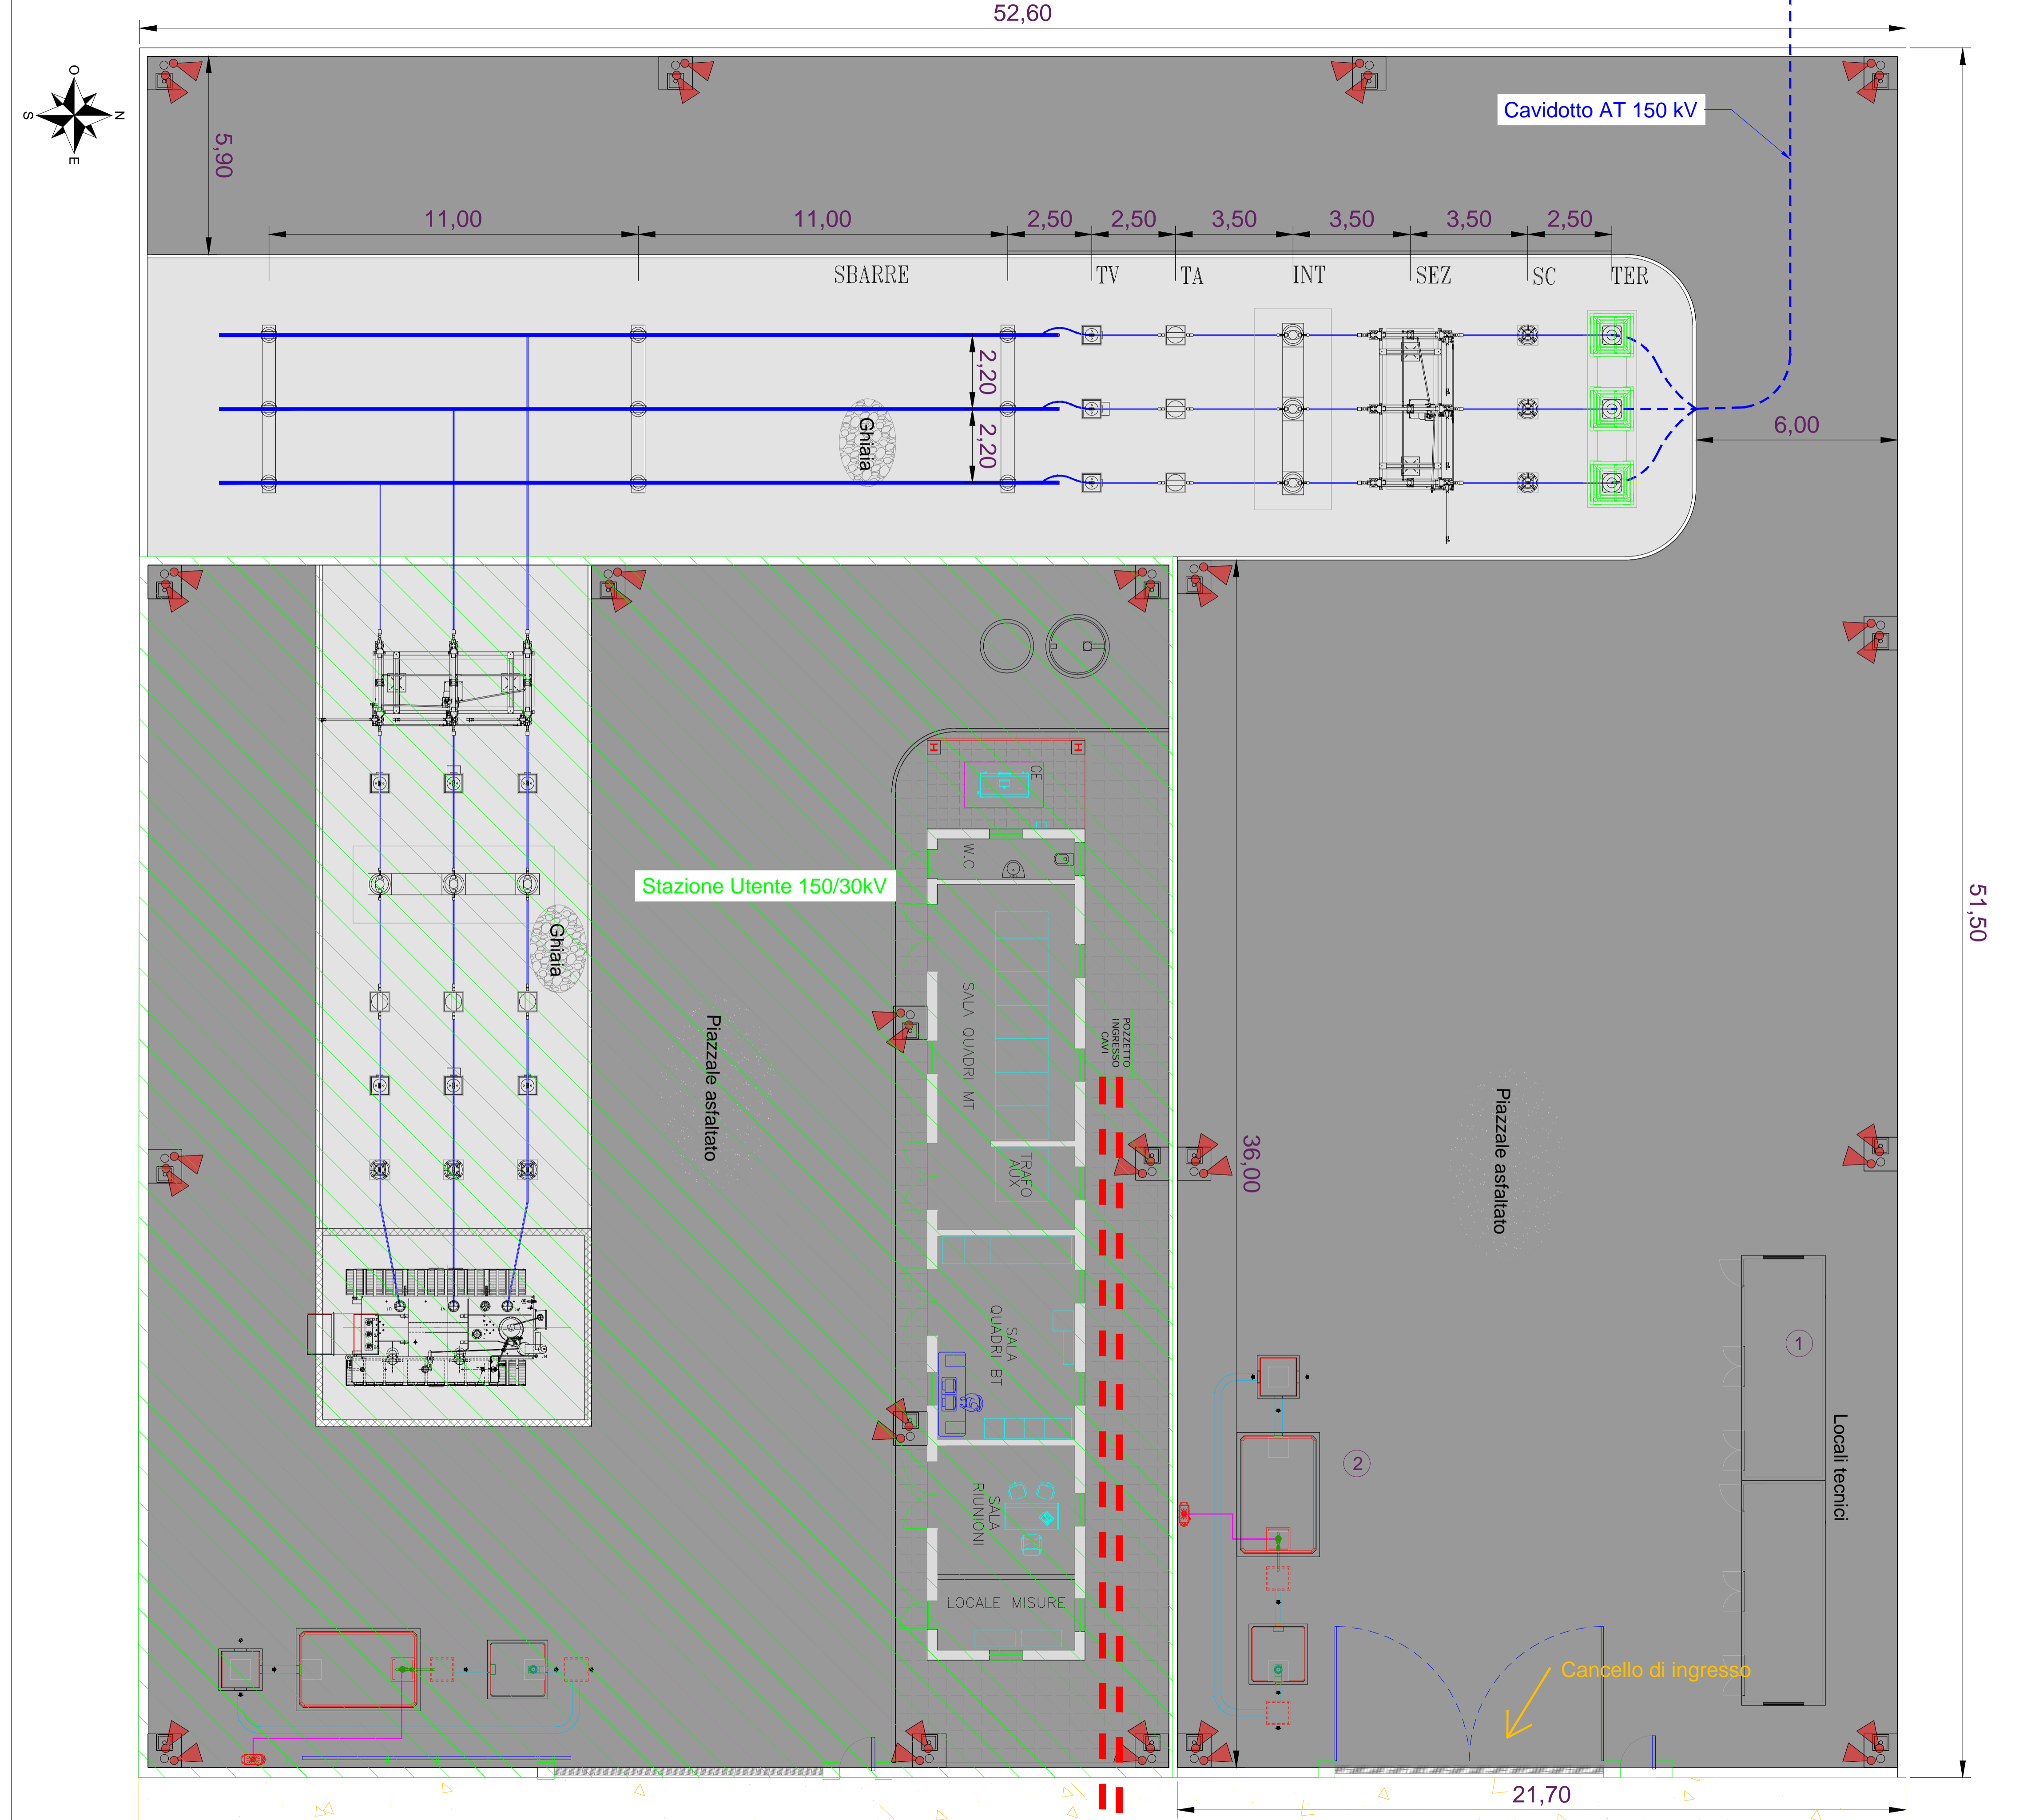 52,60
O
N
S
E
Cavidotto AT 150 kV
5,90
11,00
11,00
2,50
2,50
3,50
3,50
3,50
2,50
SBARRE
TV
TA
INT
SEZ
SC
TER
2,20
2,20
Ghiaia
6,00
GE
W.C
Stazione Utente 150/30kV
51,50
Ghiaia
SALA QUADRI MT
POZZETTO
INGRESSO
CAVI
Piazzale asfaltato
Piazzale asfaltato
36,00
TRAFO
AUX
SALA
QUADRI BT
1
2
Locali tecnici
SALA
RIUNIONI
LOCALE MISURE
Cancello di ingresso
21,70